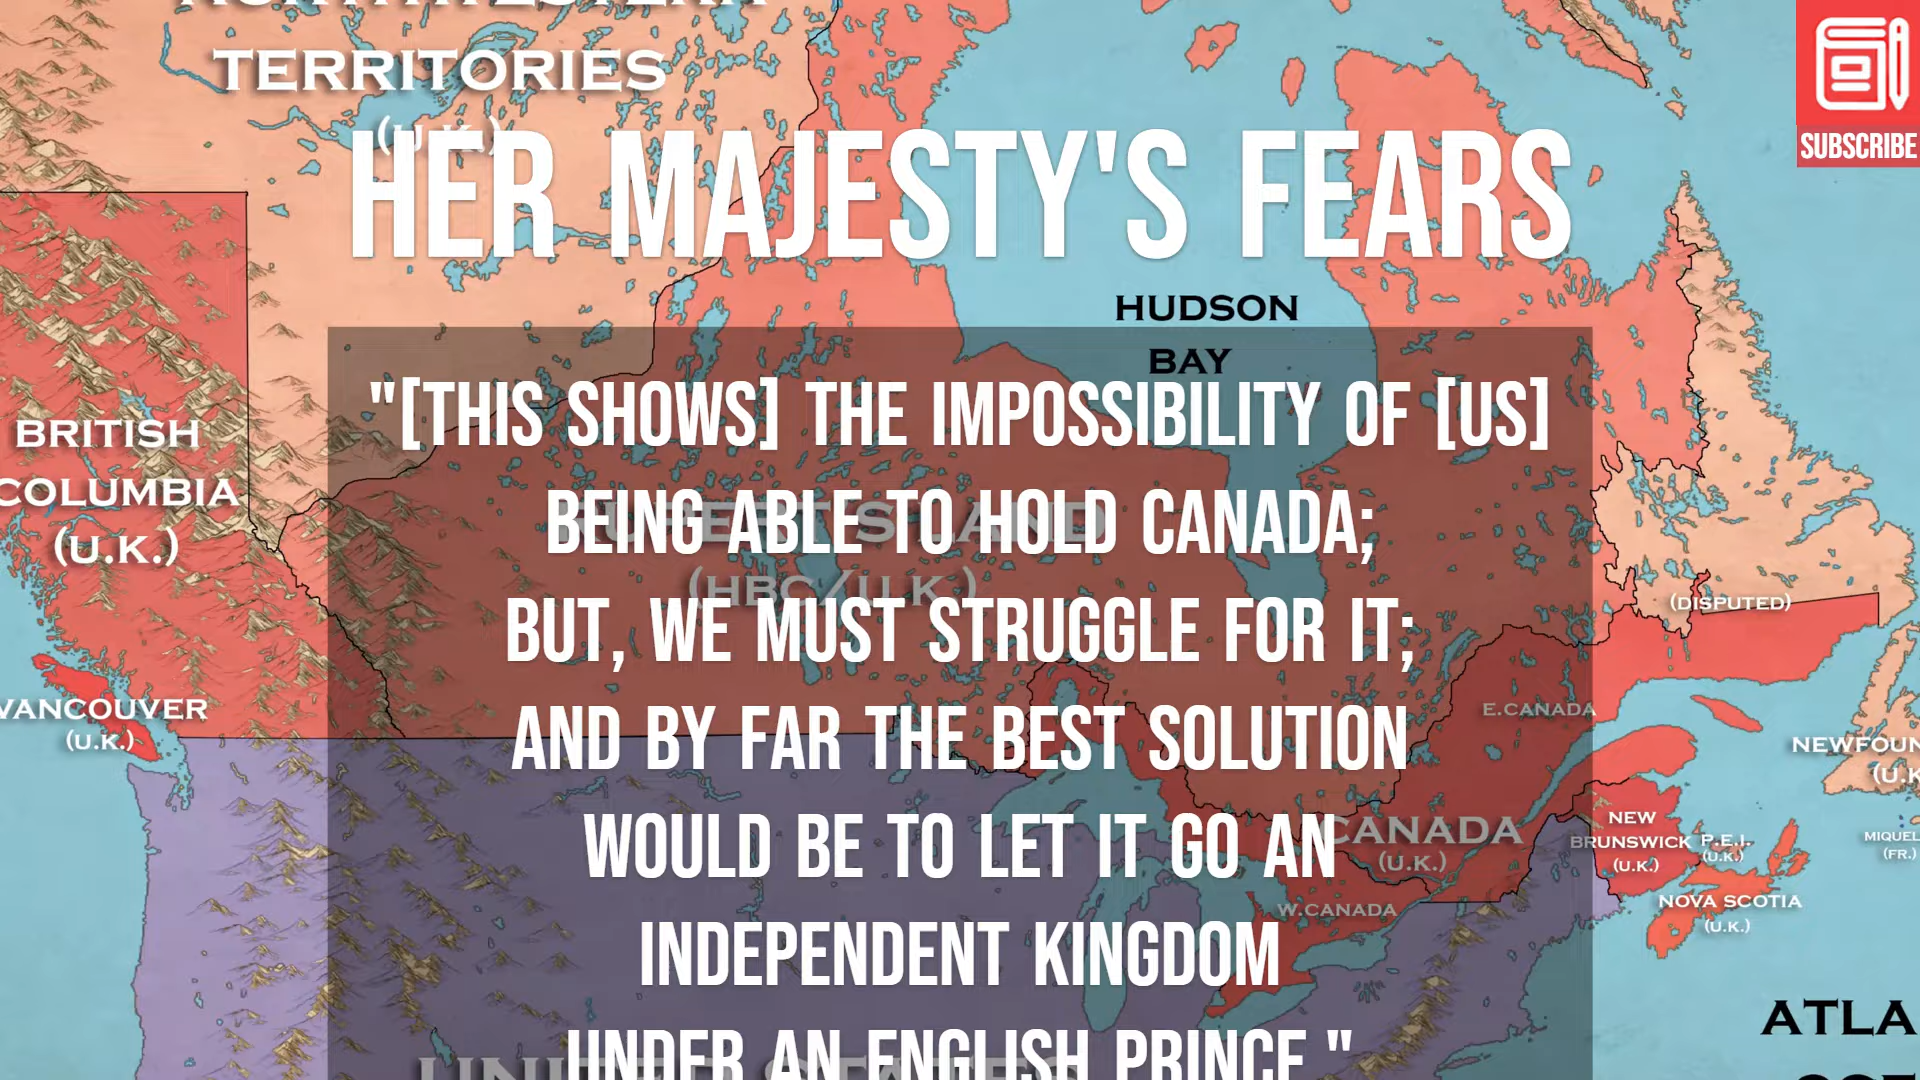 TERRITORIES
(U.K.)
SUBSCRIBE
HER MAJESTY'S FEARS
HUDSON
BAY
"[THIS SHOWS] THE IMPOSSIBILITY OF [US]
BEING ABLE TO HOLD CANADA;
BUT, WE MUST STRUGGLE FOR IT;
AND BY FAR THE BEST SOLUTION
WOULD BE TO LET IT GO AN
INDEPENDENT KINGDOM
UNDER AN ENGLISH PRINCE."
BRITISH
COLUMBIA
(U.K.)
(HBC/U.K.)
(DISPUTED)
VANCOUVER
(U.K.)
E.CANADA
NEWFOUN
(U.K
CANADA
(U.K.)
W.CANADA
NEW
BRUNSWICK
(U.K.)
P.E.I.
(U.K.)
MIQUEL
(FR.)
NOVA SCOTIA
(U.K.)
ATLA
UNITED STATES